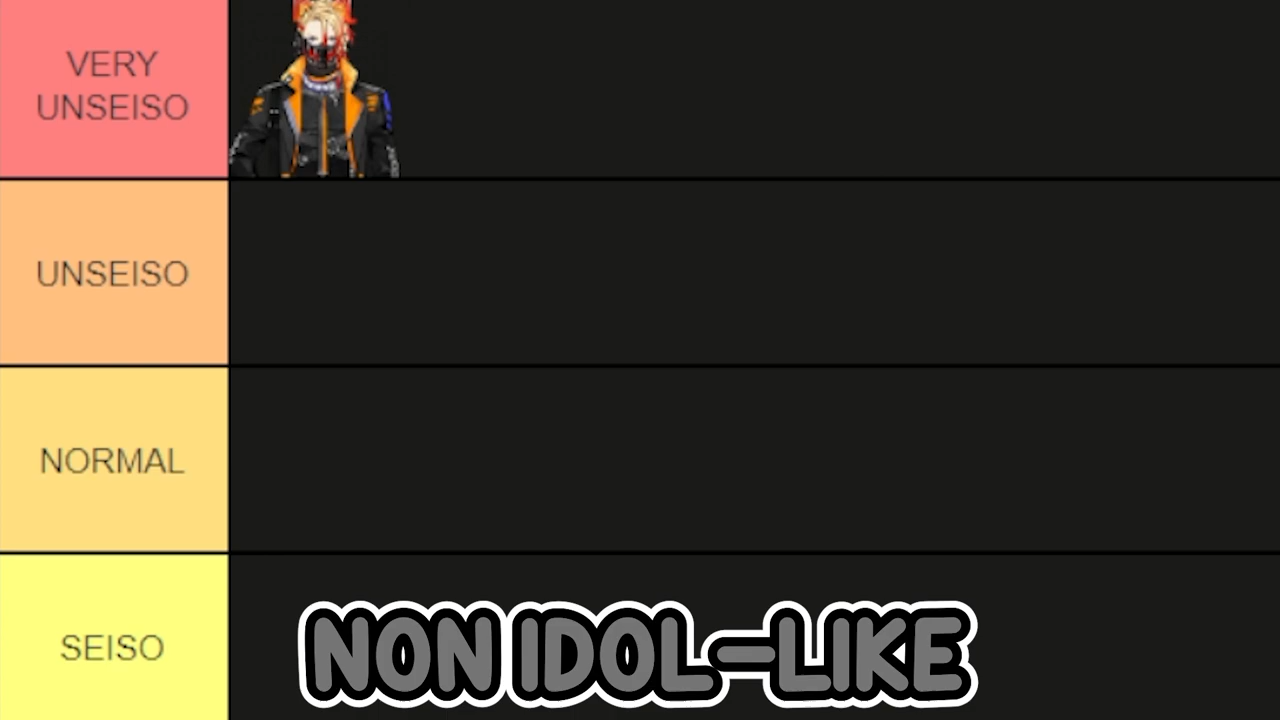 VERY
UNSEISO
UNSEISO
NORMAL
SEISO
NON IDOL-LIKE